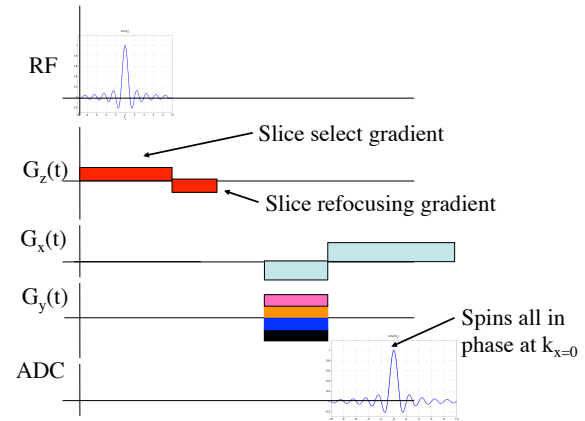 RF
Slice select gradient
Gz(t)
Slice refocusing gradient
Gx(t)
Gy(t)
Spins all in
phase at kx=0
ADC